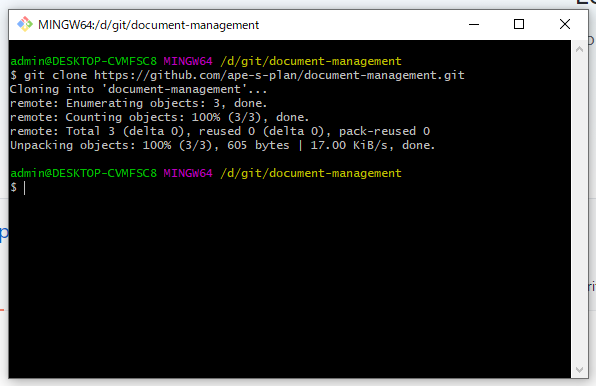 MINGW64:/d/git/document-management
admin@DESKTOP-CVMFSC8 MINGW64 /d/git/document-management
$ git clone https://github.com/ape-s-plan/document-management.git
Cloning into 'document-management'...
remote: Enumerating objects: 3, done.
remote: Counting objects: 100% (3/3), done.
remote: Total 3 (delta 0), reused 0 (delta 0), pack-reused 0
Unpacking objects: 100% (3/3), 605 bytes | 17.00 KiB/s, done.
admin@DESKTOP-CVMFSC8 MINGW64 /d/git/document-management
$